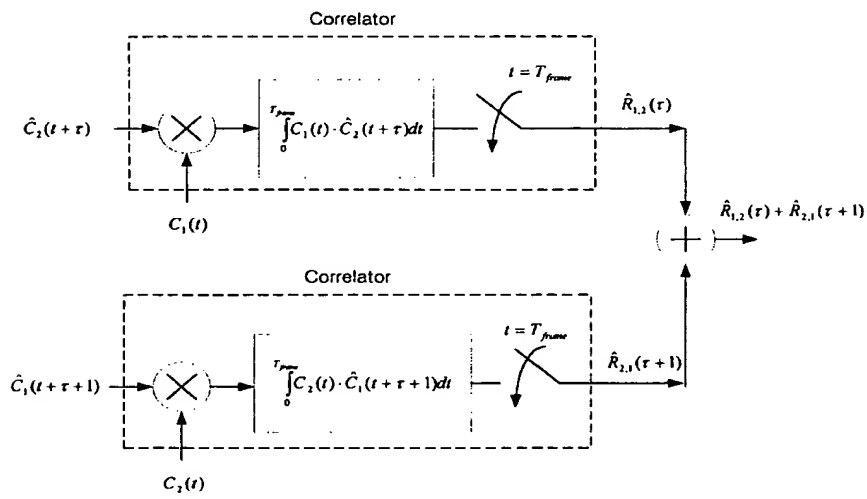 Correlator
t = T_frame
Ĉ₂(t + τ)
∫₀^{T_frame} C₁(t) · Ĉ₂(t + τ)dt
R̂₁,₂(τ)
C₁(t)
R̂₁,₂(τ) + R̂₂,₁(τ + 1)
Correlator
t = T_frame
Ĉ₁(t + τ + 1)
∫₀^{T_frame} C₂(t) · Ĉ₁(t + τ + 1)dt
R̂₂,₁(τ + 1)
C₂(t)